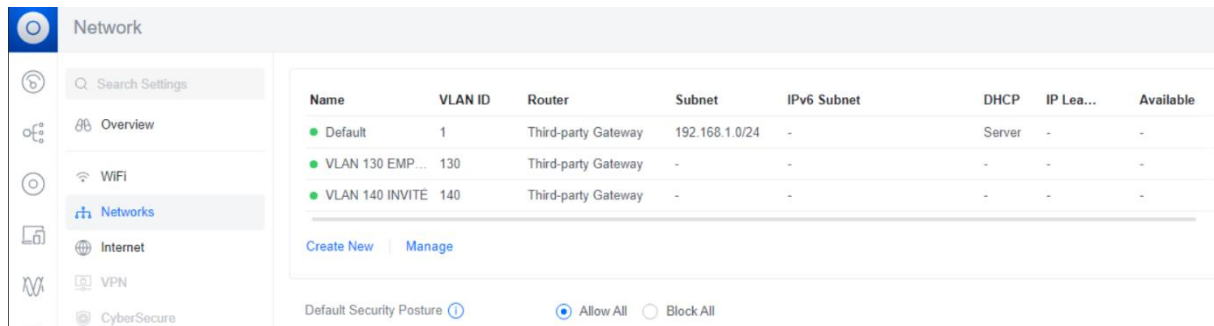 Network
Search Settings
Overview
WiFi
Networks
Internet
VPN
CyberSecure
Name VLAN ID Router Subnet IPv6 Subnet DHCP IP Lea... Available
Default 1 Third-party Gateway 192.168.1.0/24 - Server - -
VLAN 130 EMP... 130 Third-party Gateway - - - - -
VLAN 140 INVITÉ 140 Third-party Gateway - - - - -
Create New Manage
Default Security Posture Allow All Block All